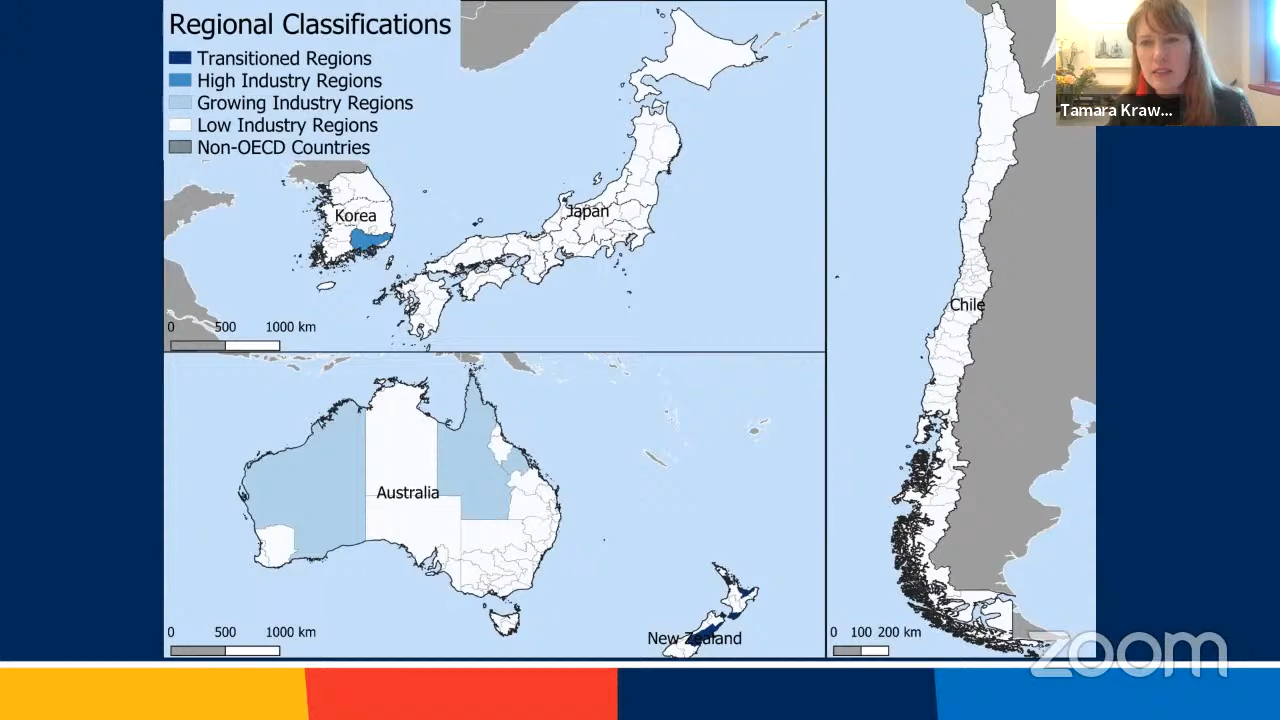 Regional Classifications
Transitioned Regions
High Industry Regions
Growing Industry Regions
Low Industry Regions
Non-OECD Countries
Tamara Kraw...
Korea
Japan
Chile
0 500 1000 km
Australia
New Zealand
0 500 1000 km
0 100 200 km
zoom